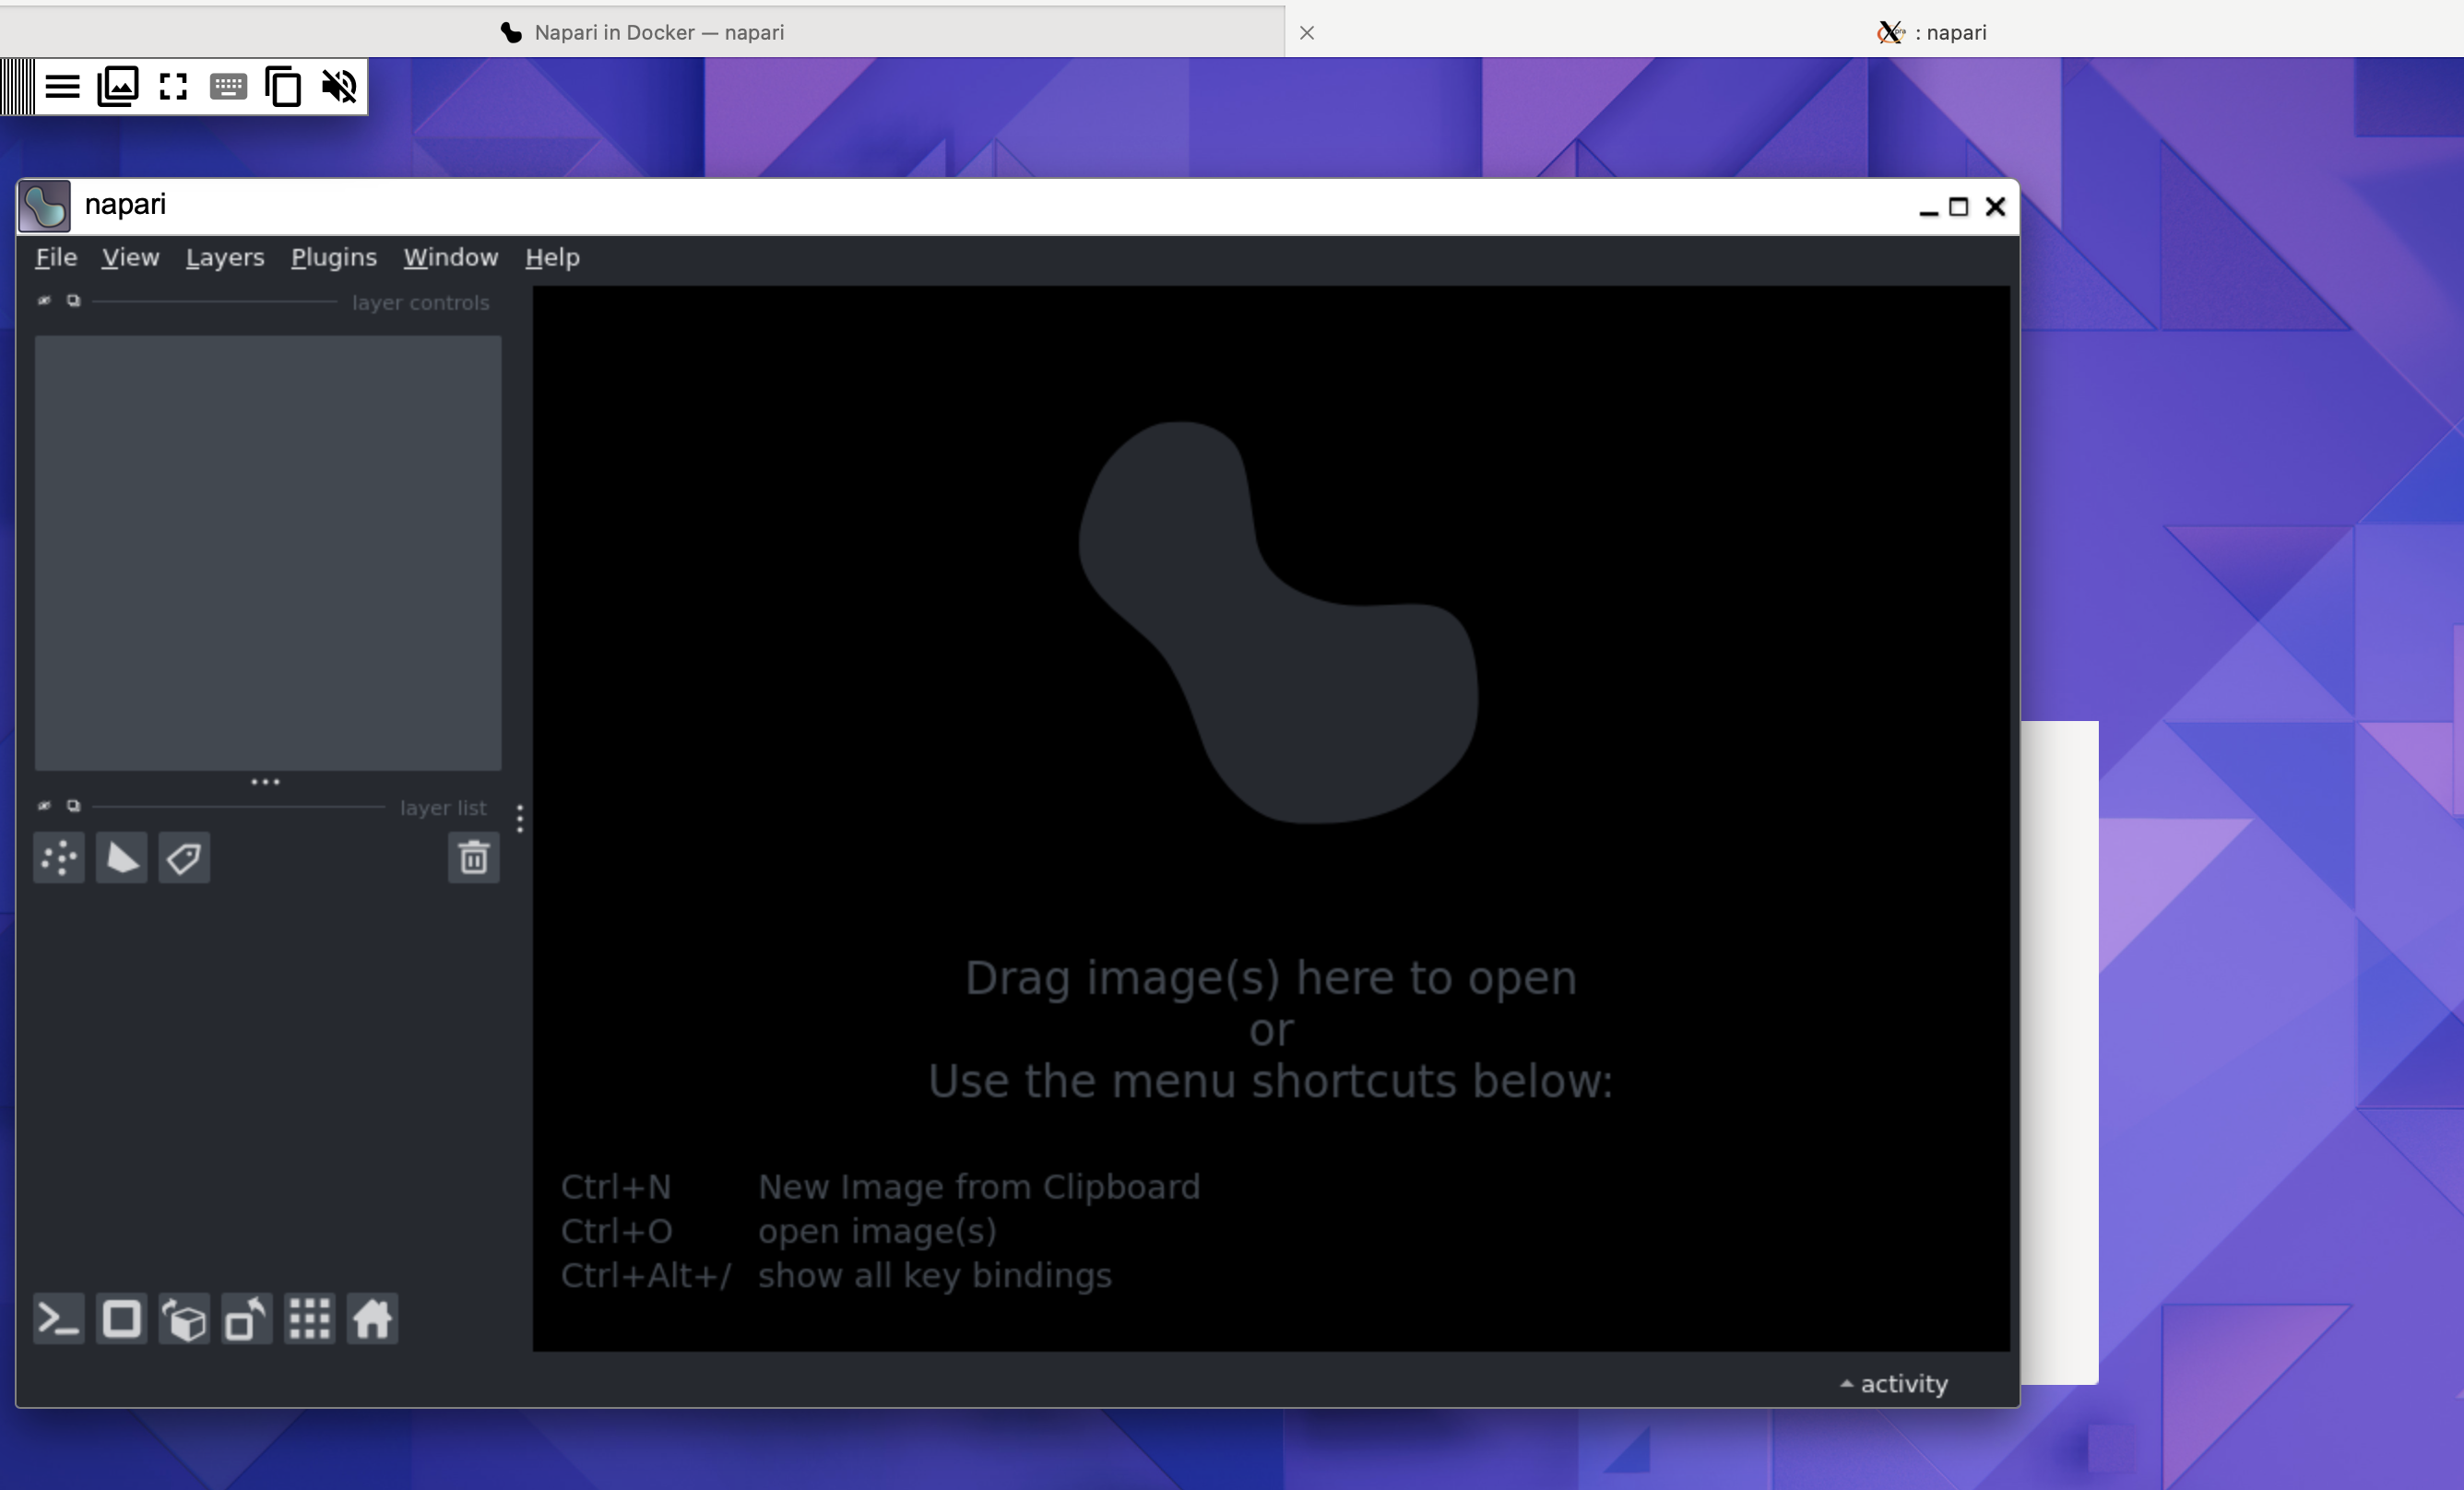 Napari in Docker — napari
: napari
napari
File View Layers Plugins Window Help
layer controls
layer list
Drag image(s) here to open
or
Use the menu shortcuts below:
Ctrl+N New Image from Clipboard
Ctrl+O open image(s)
Ctrl+Alt+/ show all key bindings
activity